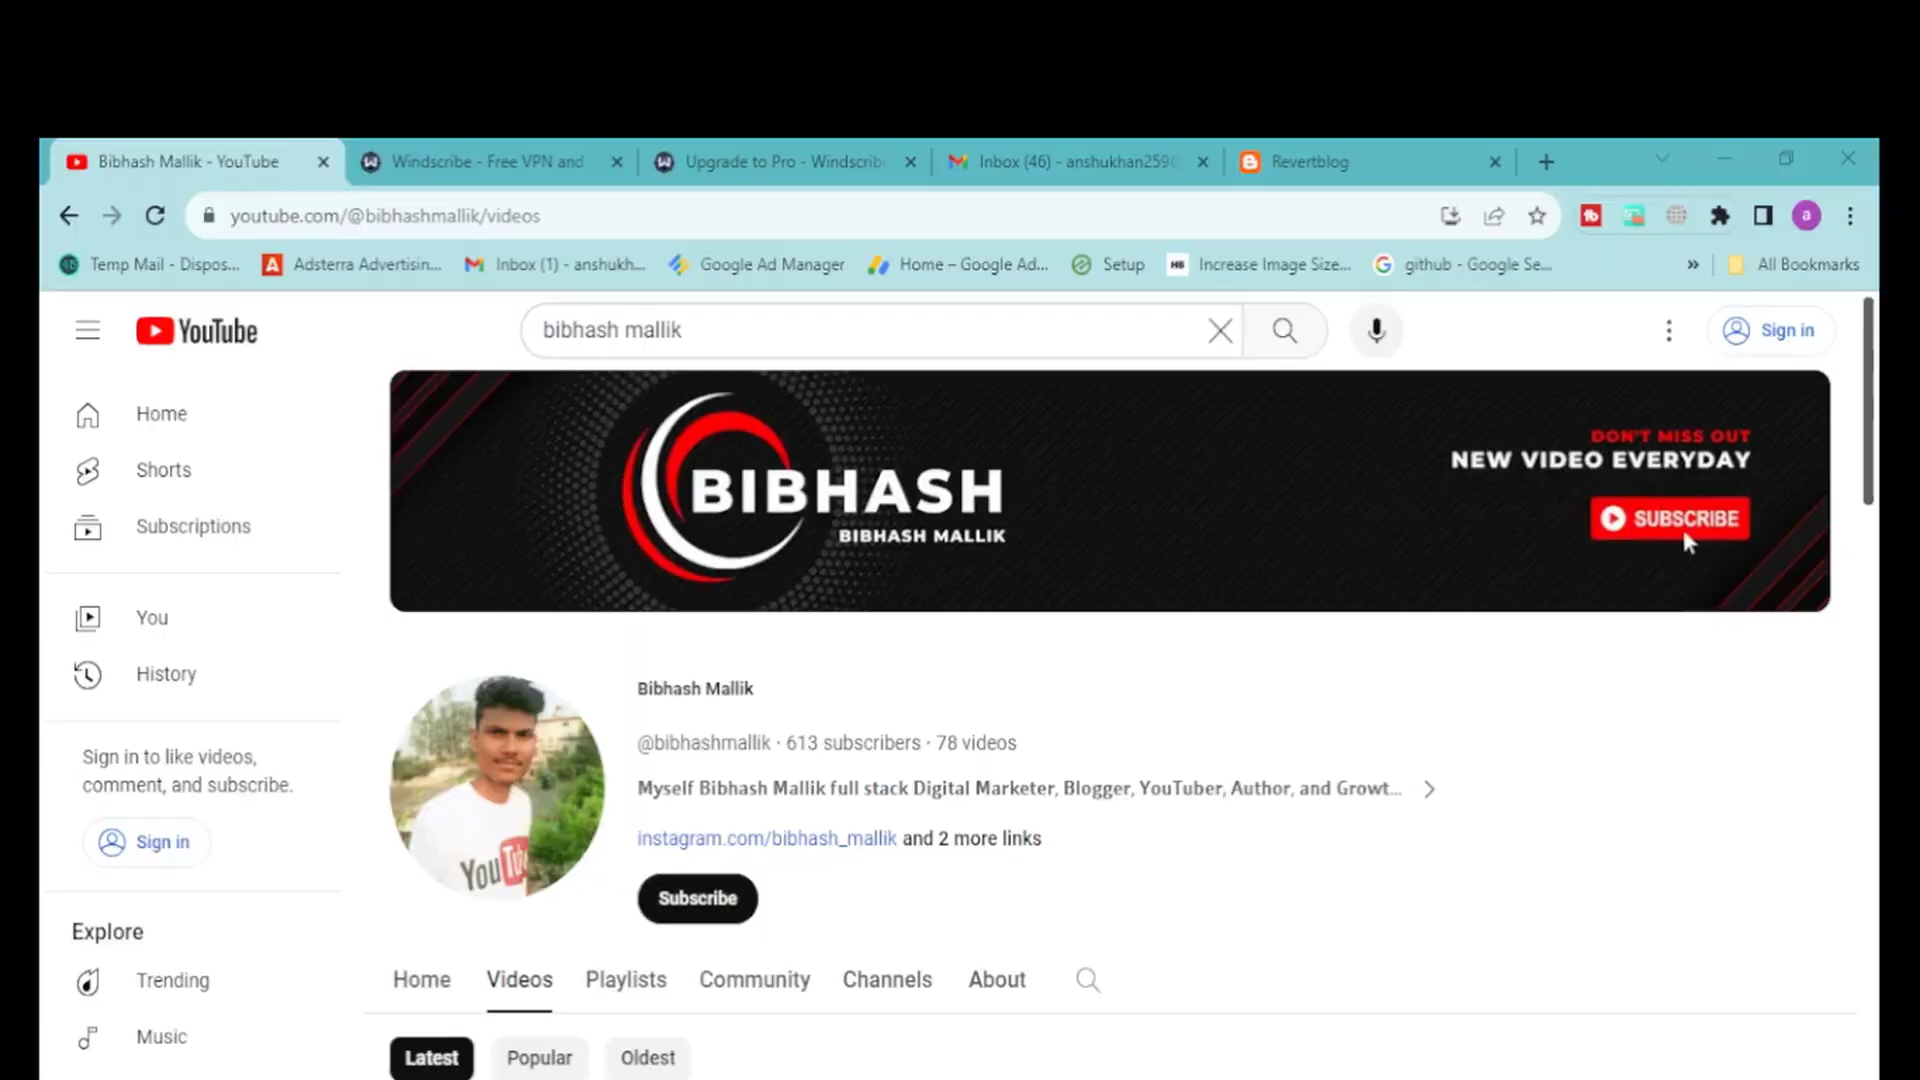 Bibhash Mallik - YouTube
Windscribe - Free VPN and
Upgrade to Pro - Windscrib
Inbox (46) - anshukhan259@
Revertblog
youtube.com/@bibhashmallik/videos
a
Temp Mail - Dispos...
Adsterra Advertisin...
Inbox (1) - anshukh...
Google Ad Manager
Home – Google Ad...
Setup
Increase Image Size...
github - Google Se...
All Bookmarks
YouTube
bibhash mallik
Sign in
Home
Shorts
Subscriptions
You
History
Sign in to like videos,
comment, and subscribe.
Sign in
Explore
Trending
Music
BIBHASH
BIBHASH MALLIK
DON'T MISS OUT
NEW VIDEO EVERYDAY
SUBSCRIBE
You Tu
Bibhash Mallik
@bibhashmallik · 613 subscribers · 78 videos
Myself Bibhash Mallik full stack Digital Marketer, Blogger, YouTuber, Author, and Growt...
instagram.com/bibhash_mallik and 2 more links
Subscribe
Home Videos Playlists Community Channels About
Latest Popular Oldest